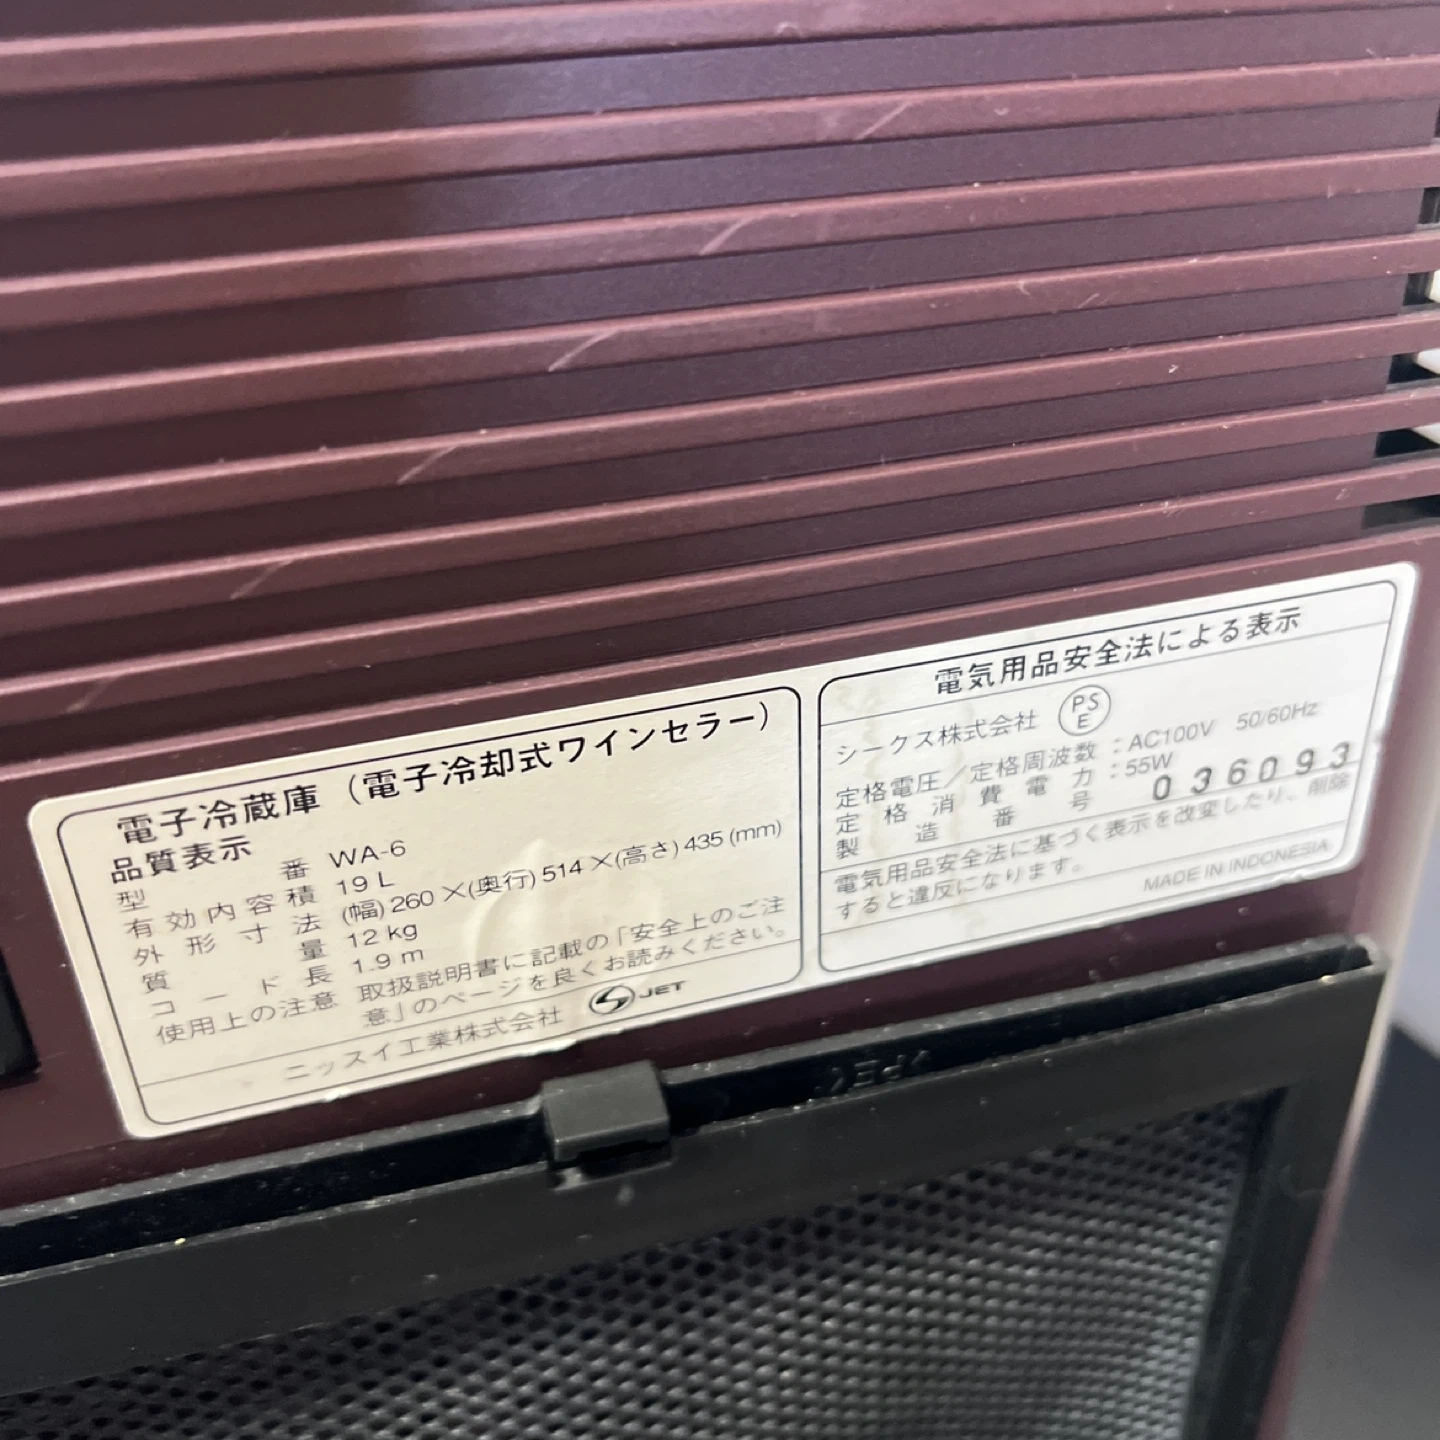 電子冷蔵庫（電子冷却式ワインセラー）
品質表示
型番 WA-6
有効内容積 19 L
外形寸法 (幅)260×(奥行)514×(高さ)435(mm)
質量 12 kg
コード長 1.9 m
使用上の注意 取扱説明書に記載の「安全上のご注
意」のページを良くお読みください。
ニッスイ工業株式会社 JET
電気用品安全法による表示
シークス株式会社 PSE
定格電圧／定格周波数：AC100V 50/60Hz
定格消費電力：55W
製造番号 036093
電気用品安全法に基づく表示を改変したり、削除
すると違反になります。
MADE IN INDONESIA